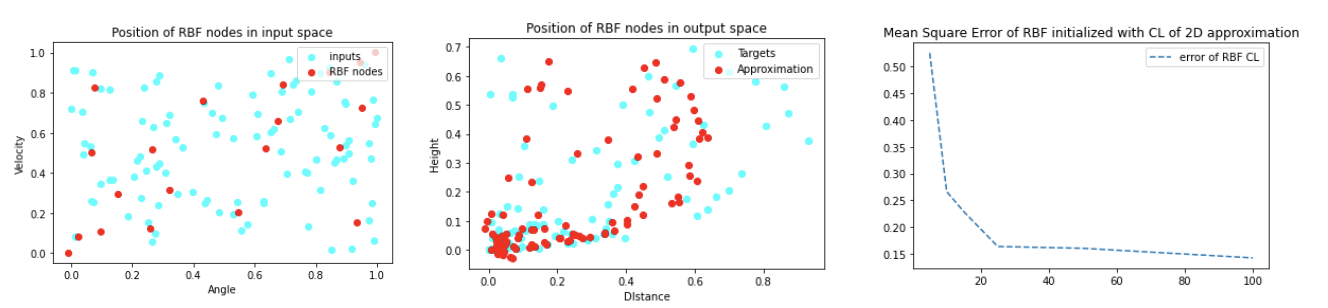 Position of RBF nodes in input space
inputs
RBF nodes
Velocity
1.0
0.8
0.6
0.4
0.2
0.0
0.0 0.2 0.4 0.6 0.8 1.0
Angle
Position of RBF nodes in output space
Targets
Approximation
Height
0.7
0.6
0.5
0.4
0.3
0.2
0.1
0.0
0.0 0.2 0.4 0.6 0.8
DIstance
Mean Square Error of RBF initialized with CL of 2D approximation
error of RBF CL
0.50
0.45
0.40
0.35
0.30
0.25
0.20
0.15
20 40 60 80 100